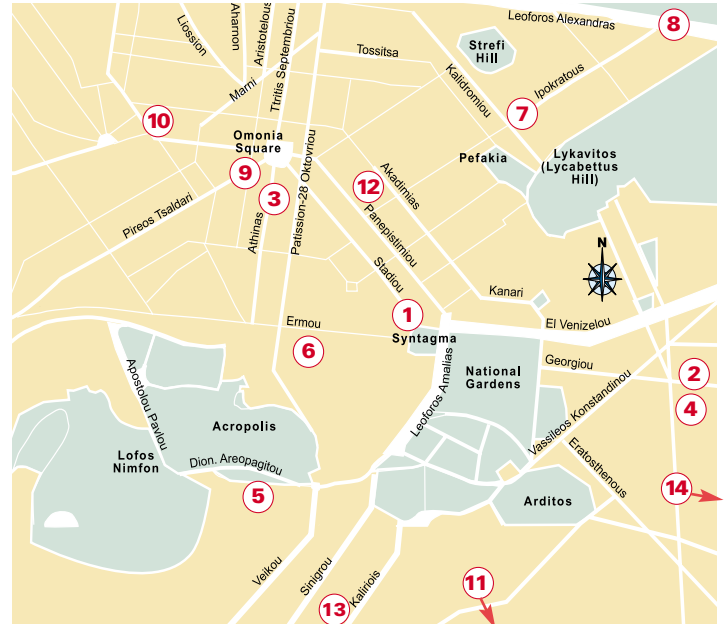 Leoforos Alexandras
8
Liossion
Aharnon
Aristotelous
Ttritis Septembriou
Marni
Tossitsa
Strefi
Hill
Kalidromiou
Ipokratous
7
10
Omonia
Square
9
3
Pireos Tsaldari
Athinas
Patission-28 Oktovriou
12
Akadimias
Panepistimiou
Stadiou
Pefakia
Lykavitos
(Lycabettus
Hill)
N
Kanari
1
Syntagma
El Venizelou
Ermou
6
Georgiou
National
Gardens
2
4
Leoforos Amalias
Vassileos Konstandinou
Eratosthenous
Apostolou Pavlou
Acropolis
Lofos
Nimfon
Dion. Areopagitou
5
Arditos
14
Veikou
Sinigrou
Kaliriois
13
11